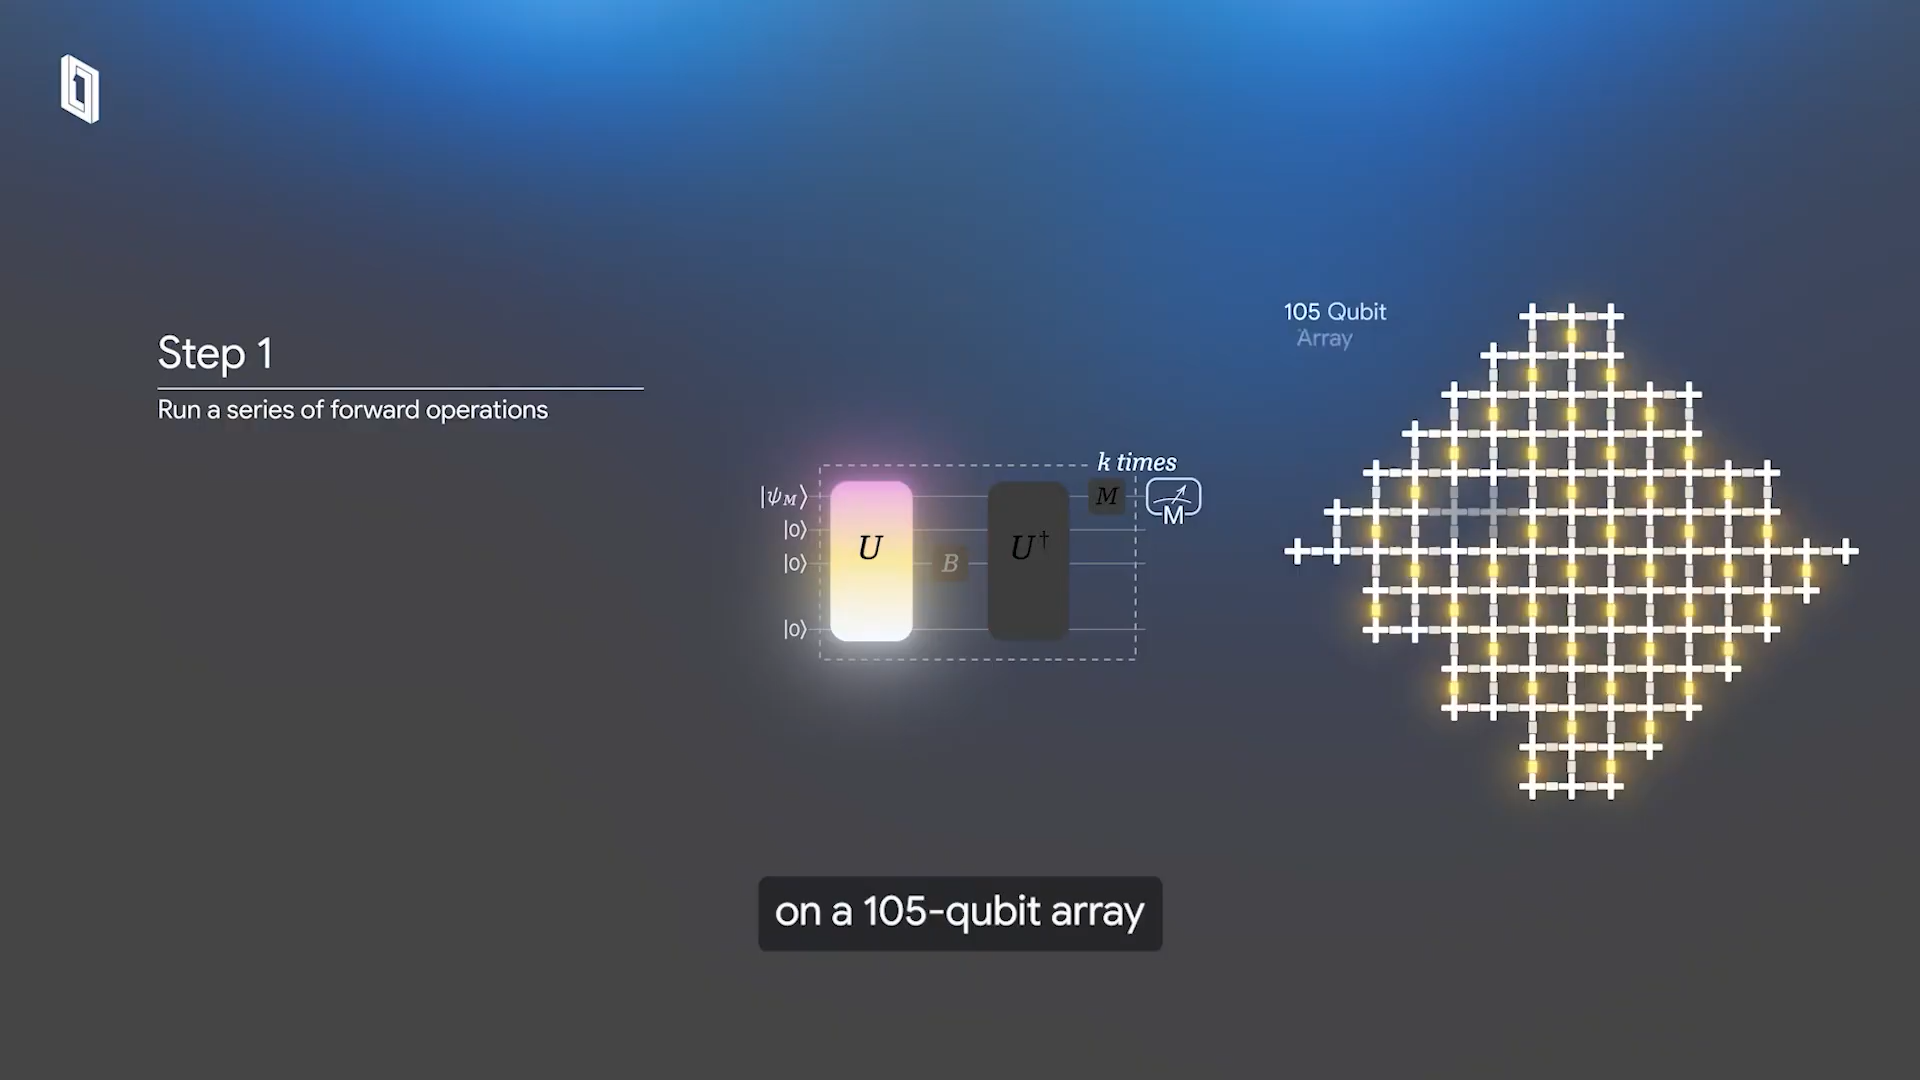 105 Qubit
Array
Step 1
Run a series of forward operations
k times
|ψM⟩
M
M
|0⟩
U
U†
|0⟩
B
|0⟩
on a 105-qubit array